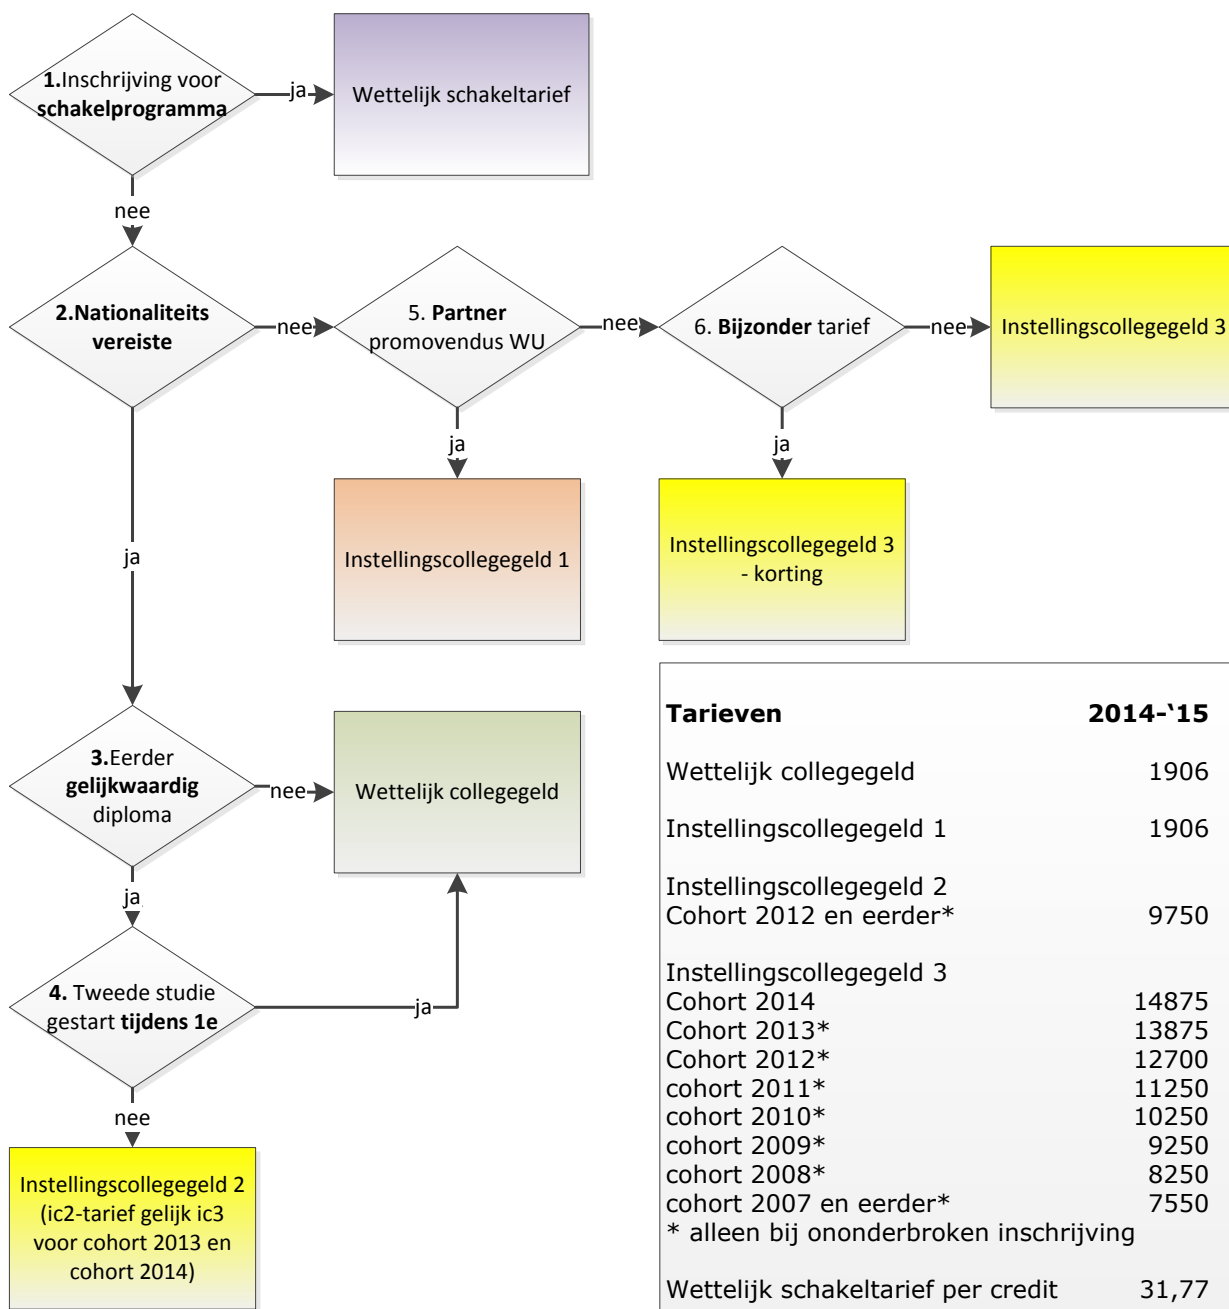 1.Inschrijving voor
schakelprogramma
ja
Wettelijk schakeltarief
nee
2.Nationaliteits
vereiste
nee
5. Partner
promovendus WU
nee
6. Bijzonder tarief
nee
Instellingscollegegeld 3
ja
ja
ja
Instellingscollegegeld 1
Instellingscollegegeld 3
- korting
3.Eerder
gelijkwaardig
diploma
nee
Wettelijk collegegeld
ja
4. Tweede studie
gestart tijdens 1e
ja
nee
Instellingscollegegeld 2
(ic2-tarief gelijk ic3
voor cohort 2013 en
cohort 2014)
Tarieven 2014-‘15
Wettelijk collegegeld 1906
Instellingscollegegeld 1 1906
Instellingscollegegeld 2
Cohort 2012 en eerder* 9750
Instellingscollegegeld 3
Cohort 2014 14875
Cohort 2013* 13875
Cohort 2012* 12700
cohort 2011* 11250
cohort 2010* 10250
cohort 2009* 9250
cohort 2008* 8250
cohort 2007 en eerder* 7550
* alleen bij ononderbroken inschrijving
Wettelijk schakeltarief per credit 31,77